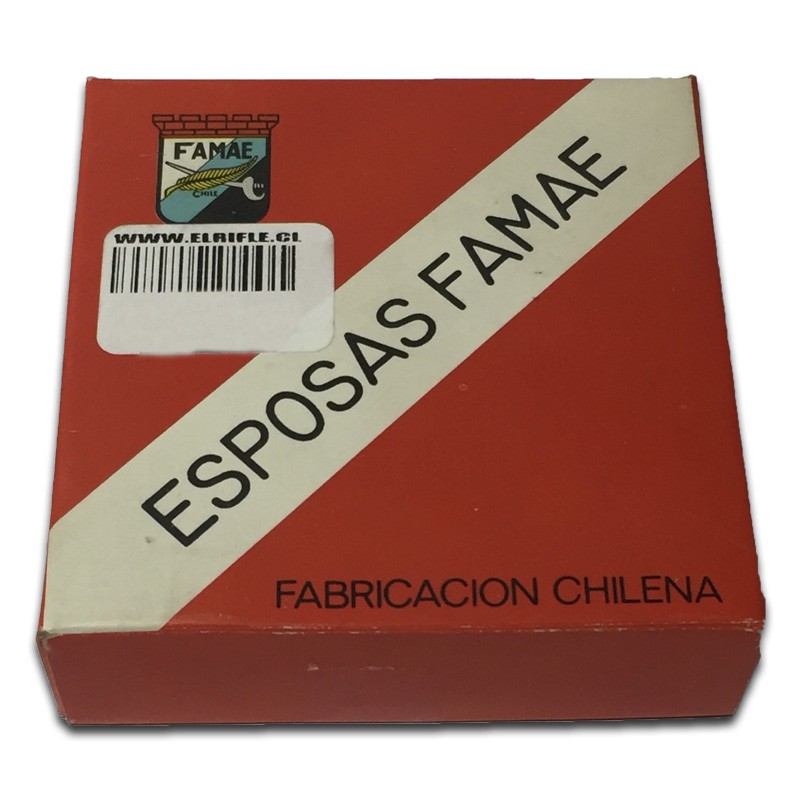 FAMAE
CHILE
WWW.ELRIFLE.CL
ESPOSAS FAMAE
FABRICACION CHILENA